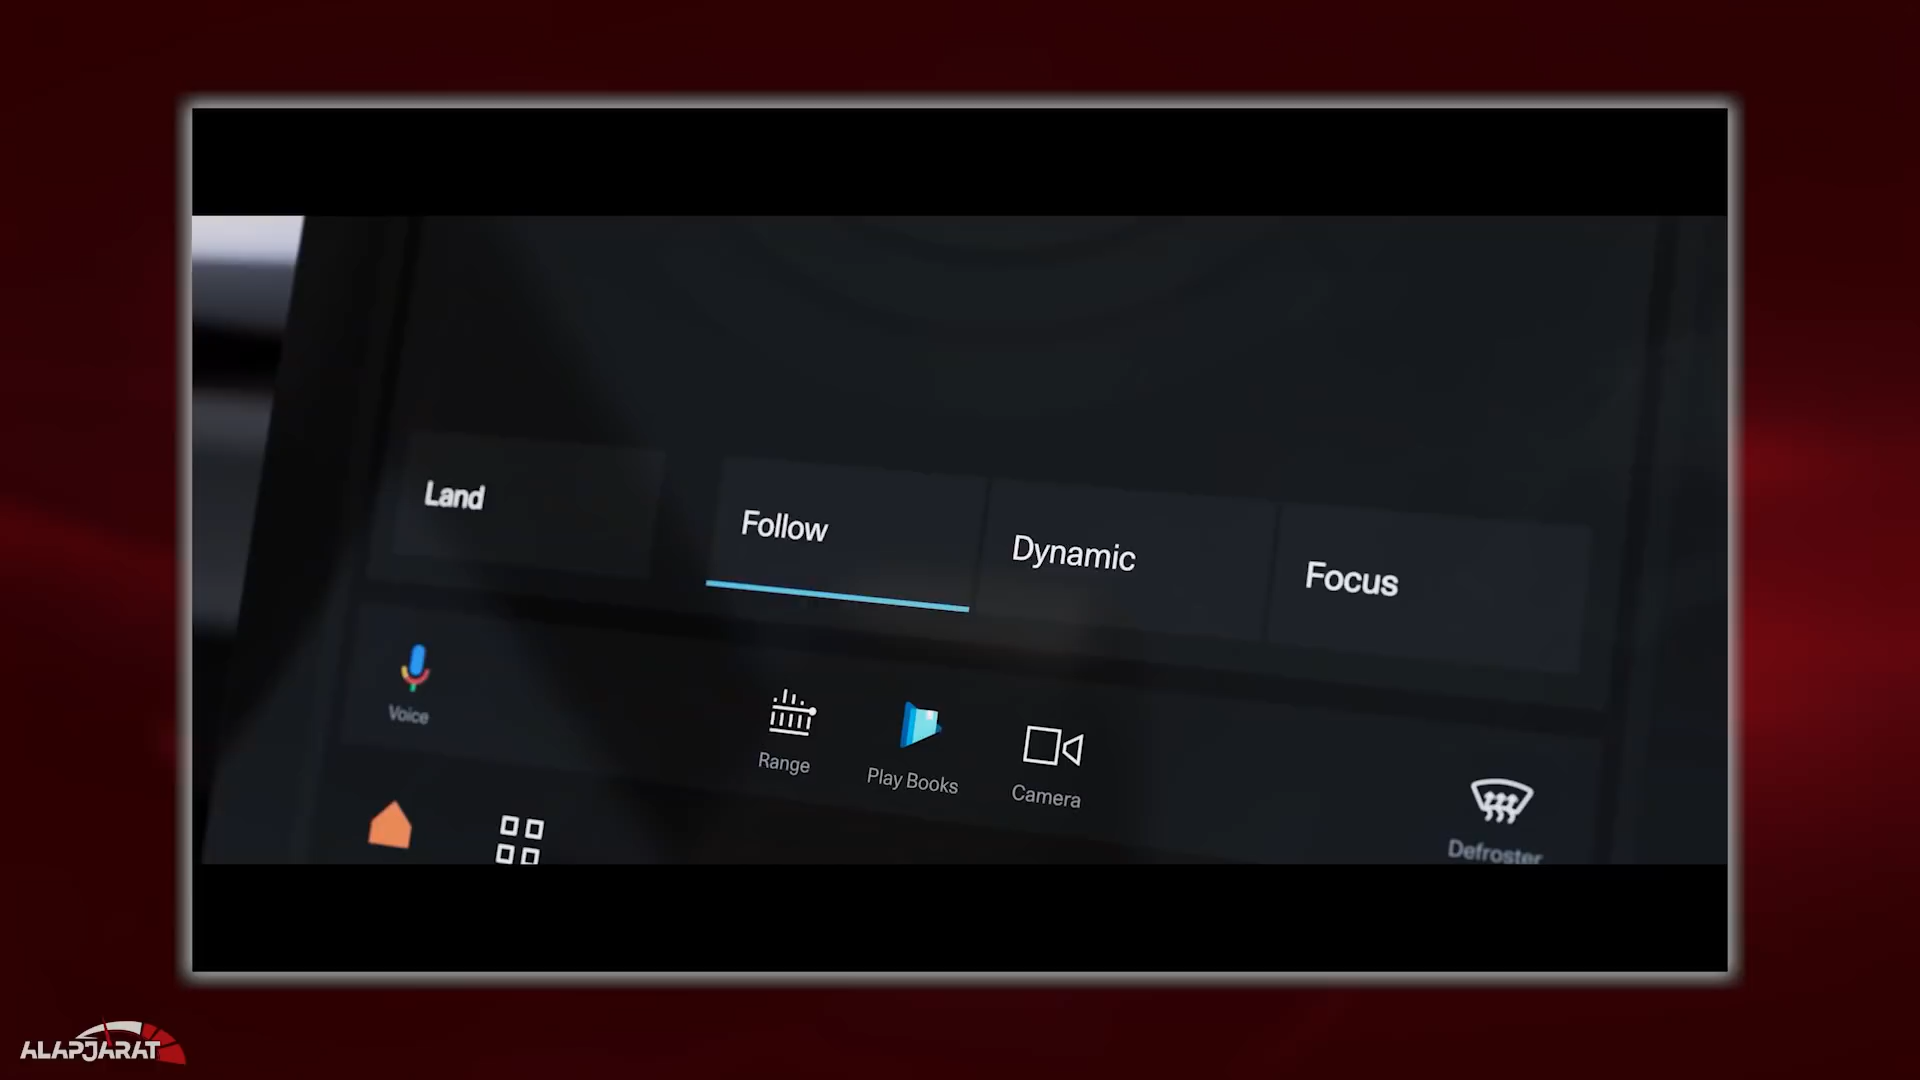 Land
Follow
Dynamic
Focus
Voice
Range
Play Books
Camera
Defroster
ALAPJARAT